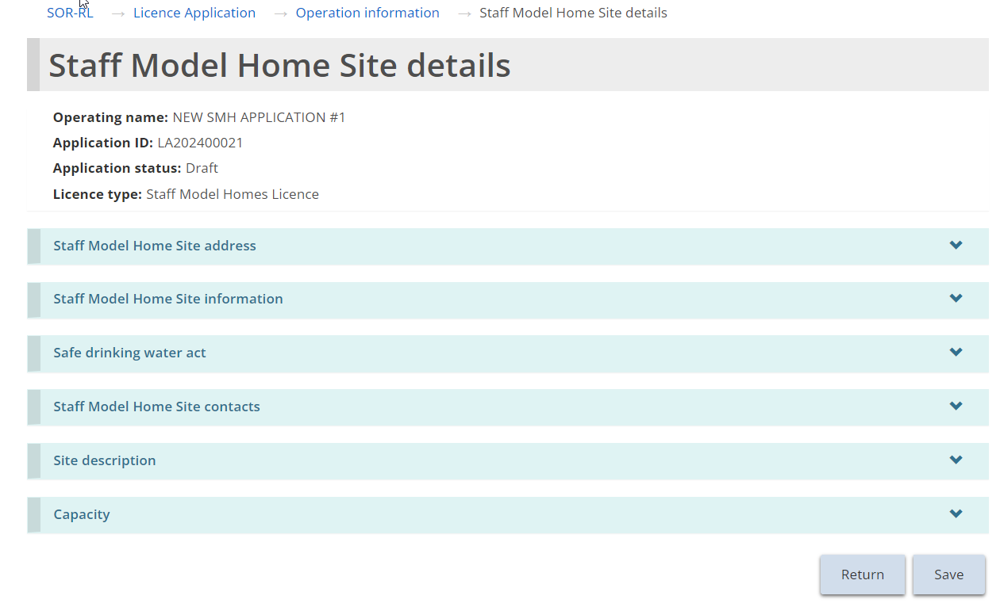 SOR-RL → Licence Application → Operation information → Staff Model Home Site details
Staff Model Home Site details
Operating name: NEW SMH APPLICATION #1
Application ID: LA202400021
Application status: Draft
Licence type: Staff Model Homes Licence
Staff Model Home Site address
Staff Model Home Site information
Safe drinking water act
Staff Model Home Site contacts
Site description
Capacity
Return Save